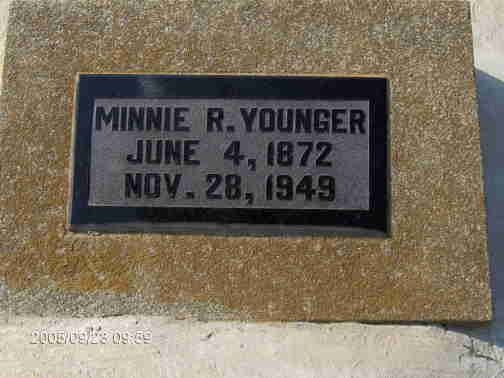 MINNIE R. YOUNGER
JUNE 4, 1872
NOV. 28, 1949
2005/09/23 09:59